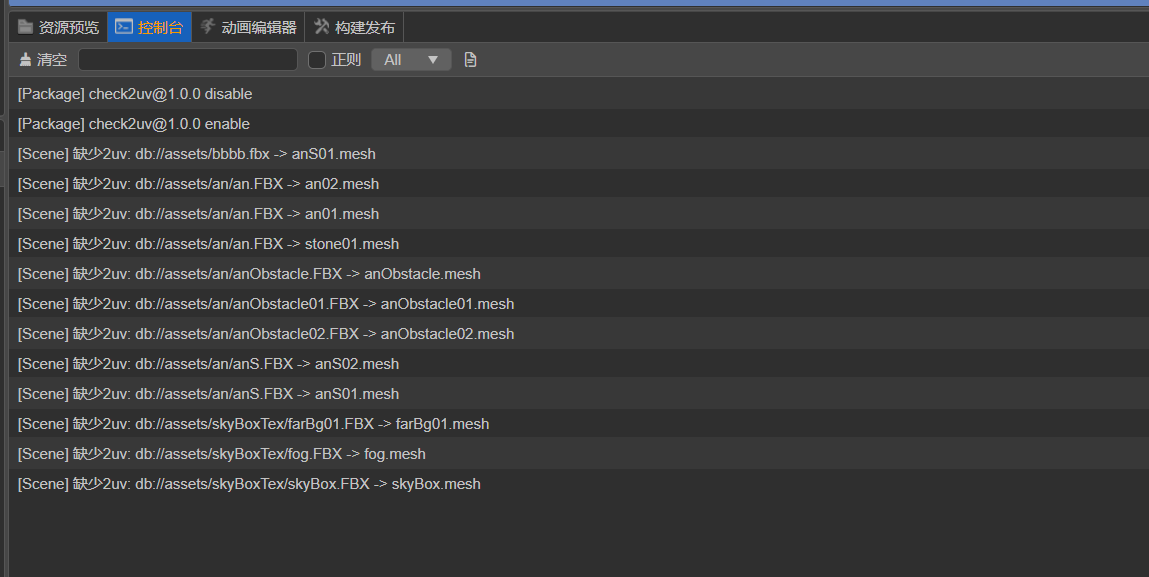 资源预览 控制台 动画编辑器 构建发布
清空 正则 All
[Package] check2uv@1.0.0 disable
[Package] check2uv@1.0.0 enable
[Scene] 缺少2uv: db://assets/bbbb.fbx -> anS01.mesh
[Scene] 缺少2uv: db://assets/an/an.FBX -> an02.mesh
[Scene] 缺少2uv: db://assets/an/an.FBX -> an01.mesh
[Scene] 缺少2uv: db://assets/an/an.FBX -> stone01.mesh
[Scene] 缺少2uv: db://assets/an/anObstacle.FBX -> anObstacle.mesh
[Scene] 缺少2uv: db://assets/an/anObstacle01.FBX -> anObstacle01.mesh
[Scene] 缺少2uv: db://assets/an/anObstacle02.FBX -> anObstacle02.mesh
[Scene] 缺少2uv: db://assets/an/anS.FBX -> anS02.mesh
[Scene] 缺少2uv: db://assets/an/anS.FBX -> anS01.mesh
[Scene] 缺少2uv: db://assets/skyBoxTex/farBg01.FBX -> farBg01.mesh
[Scene] 缺少2uv: db://assets/skyBoxTex/fog.FBX -> fog.mesh
[Scene] 缺少2uv: db://assets/skyBoxTex/skyBox.FBX -> skyBox.mesh